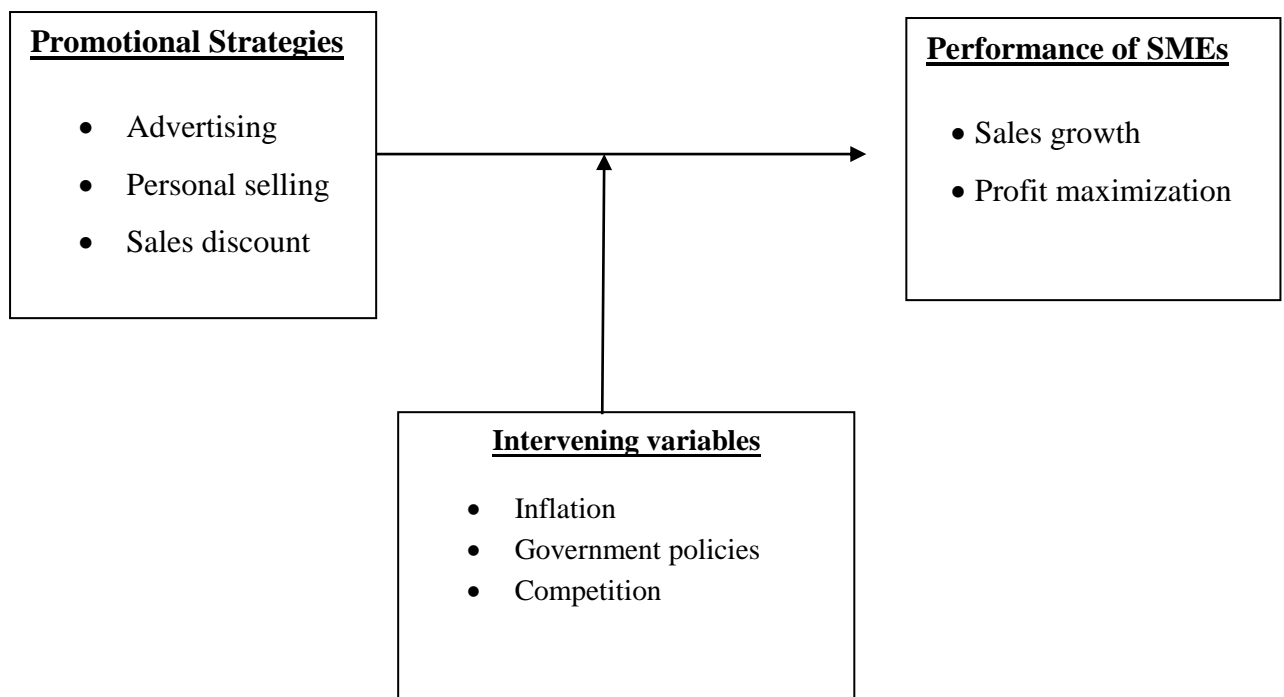 Promotional Strategies
• Advertising
• Personal selling
• Sales discount
Performance of SMEs
• Sales growth
• Profit maximization
Intervening variables
• Inflation
• Government policies
• Competition